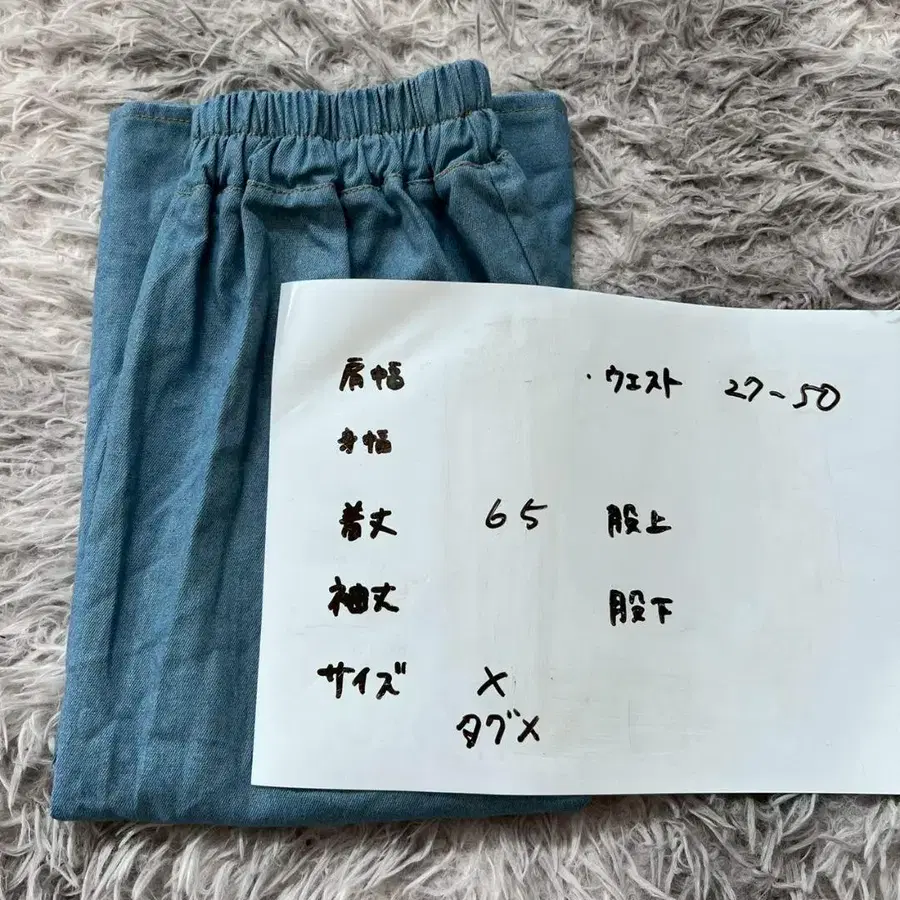 肩幅 ・ウエスト 27~50
身幅
着丈 65 股上
袖丈 股下
サイズ ×
タグ×